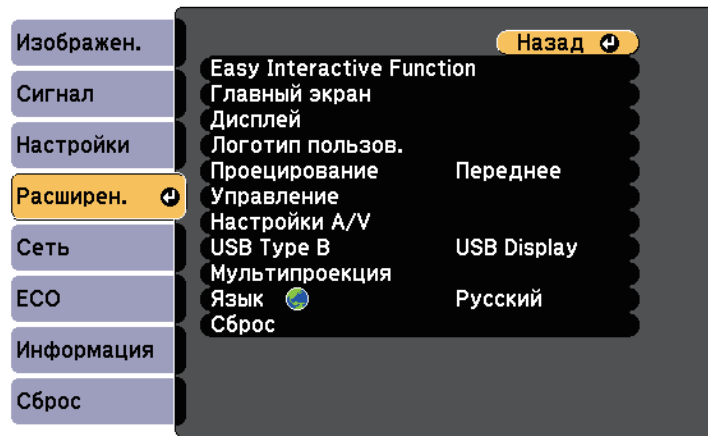 Изображен.
Сигнал
Настройки
Расширен.
Сеть
ECO
Информация
Сброс
Назад
Easy Interactive Function
Главный экран
Дисплей
Логотип пользов.
Проецирование Переднее
Управление
Настройки A/V
USB Type B USB Display
Мультипроекция
Язык Русский
Сброс